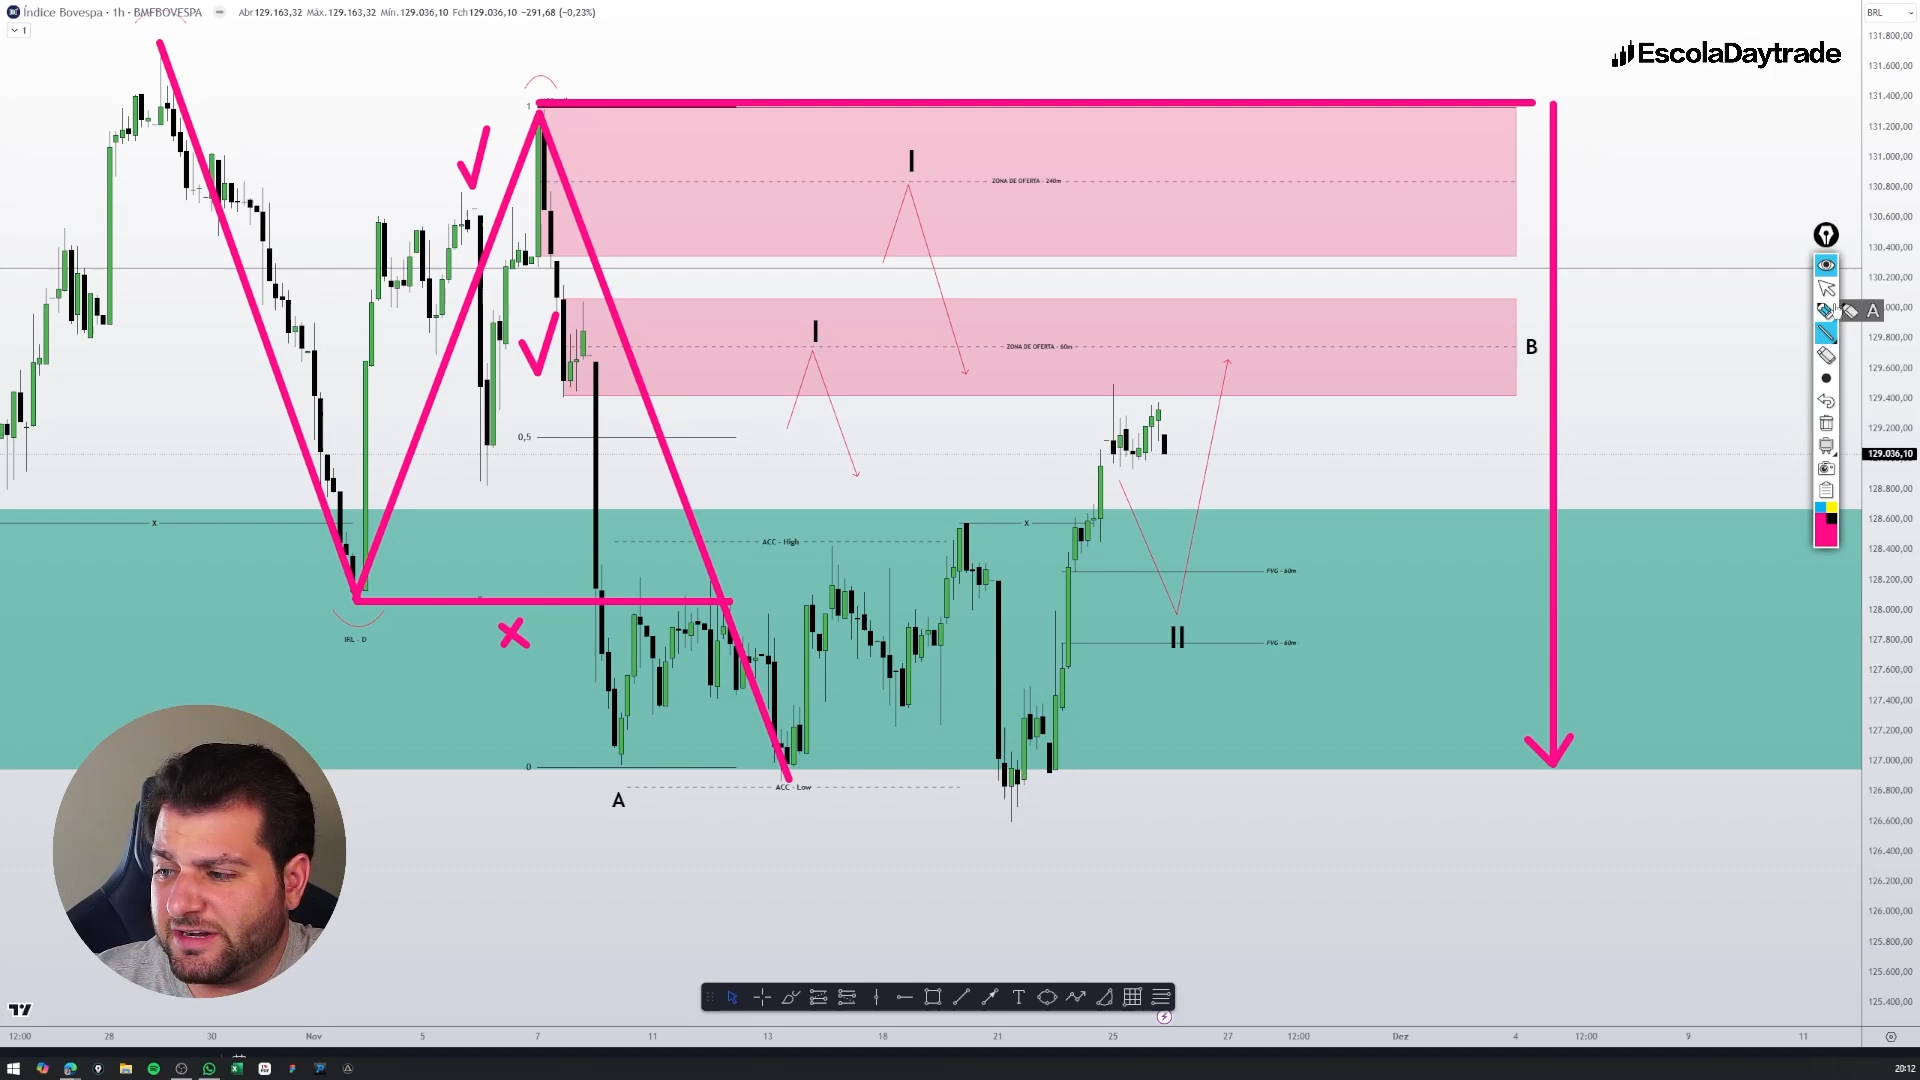 Índice Bovespa · 1h · BMFBOVESPA
Abr129.163,32 Máx.129.163,32 Mín.129.036,10 Fch129.036,10 −291,68 (−0,23%)
BRL
1
EscolaDaytrade
131.800,00
131.600,00
131.400,00
131.200,00
131.000,00
130.800,00
130.600,00
130.400,00
130.200,00
129.800,00
129.600,00
129.400,00
129.200,00
129.036,10
128.800,00
128.600,00
128.400,00
128.200,00
128.000,00
127.800,00
127.600,00
127.400,00
127.200,00
127.000,00
126.800,00
126.600,00
126.400,00
126.200,00
126.000,00
125.800,00
125.600,00
125.400,00
A
1
I
ZONA DE OFERTA - 240m
I
ZONA DE OFERTA - 60m
B
0,5
X
X
ACC - High
FVG - 60m
IRL - D
II
FVG - 60m
0
ACC - Low
A
12:00
28
30
Nov
5
7
11
13
18
21
25
27
12:00
Dez
4
12:00
9
11
20:12